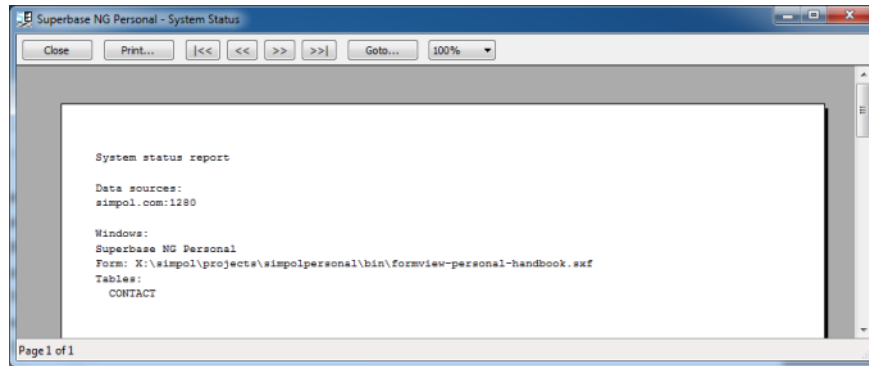 Superbase NG Personal - System Status
Close Print... |<< << >> >>| Goto... 100%
System status report
Data sources:
simpol.com:1280
Windows:
Superbase NG Personal
Form: X:\simpol\projects\simpolpersonal\bin\formview-personal-handbook.sxf
Tables:
CONTACT
Page 1 of 1